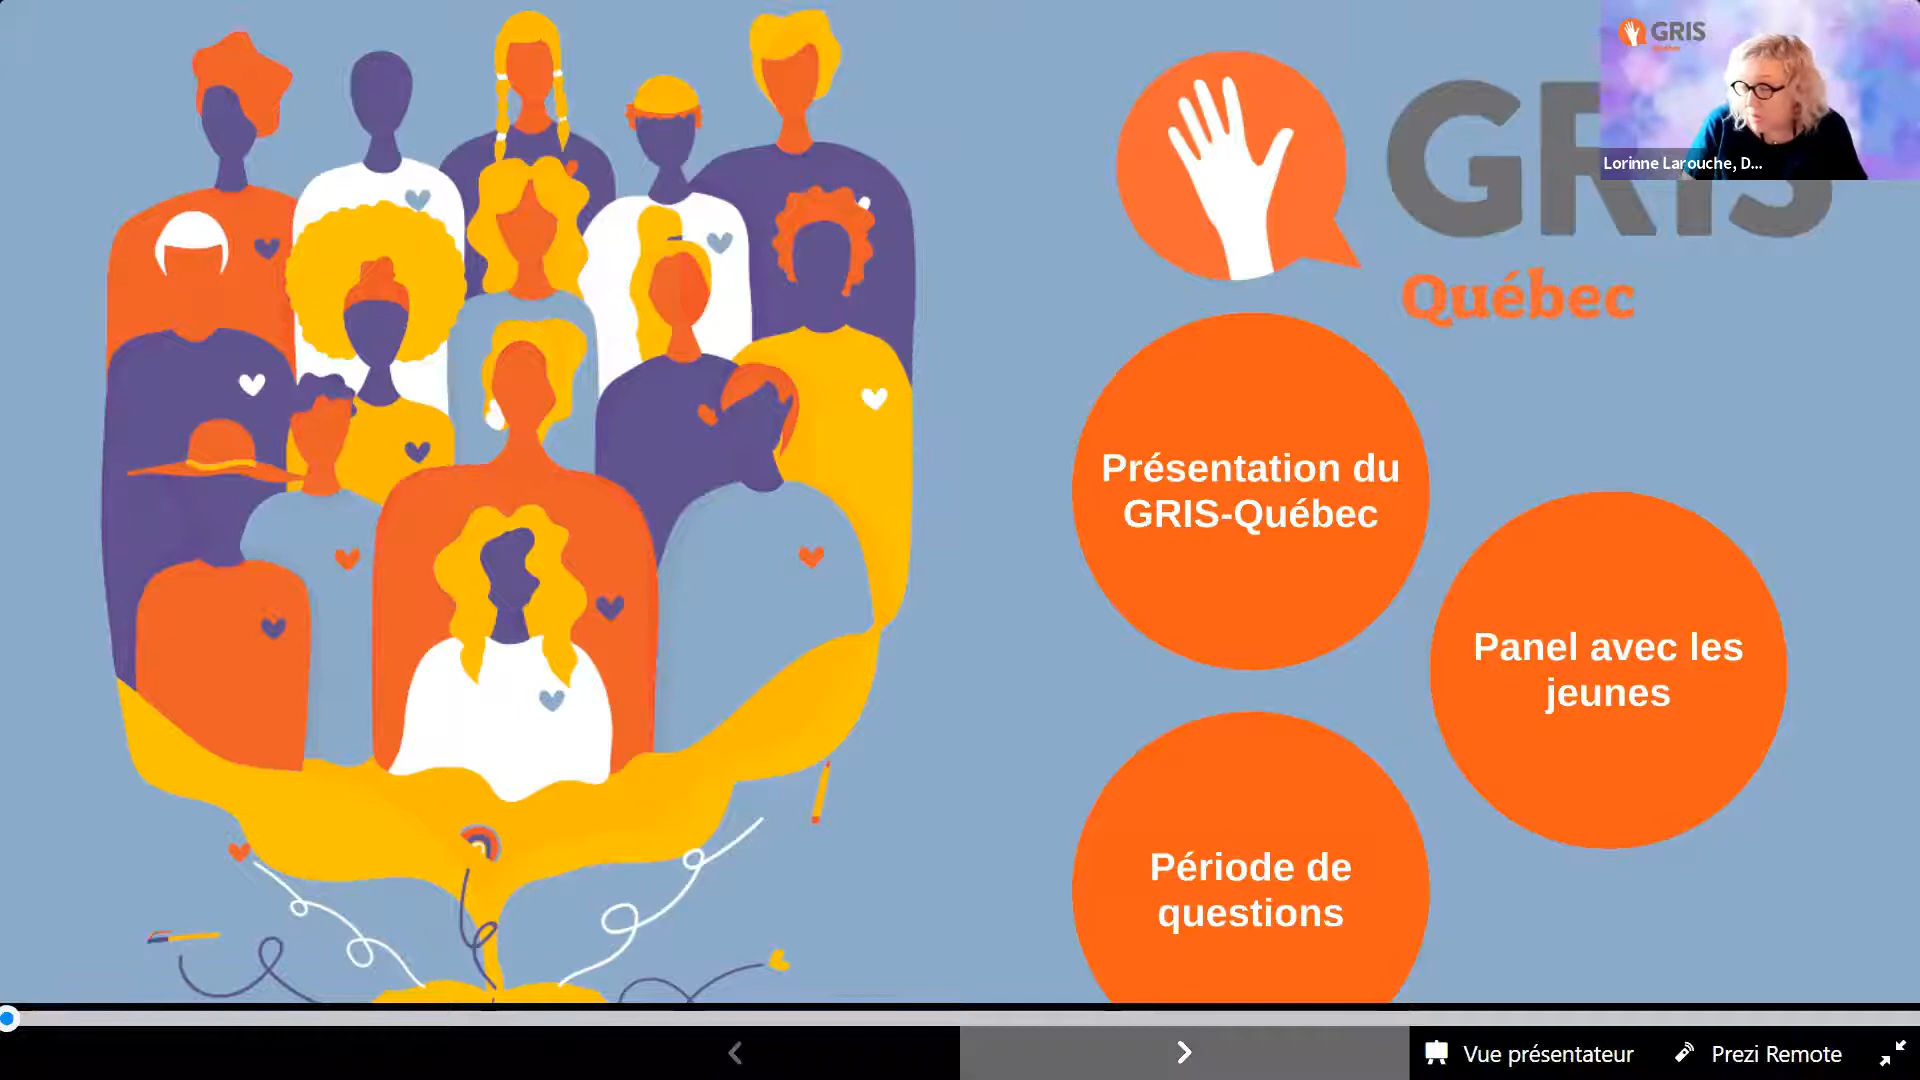 GRIS
Québec
GRIS
Lorinne Larouche, D...
Présentation du
GRIS-Québec
Panel avec les
jeunes
Période de
questions
Vue présentateur
Prezi Remote